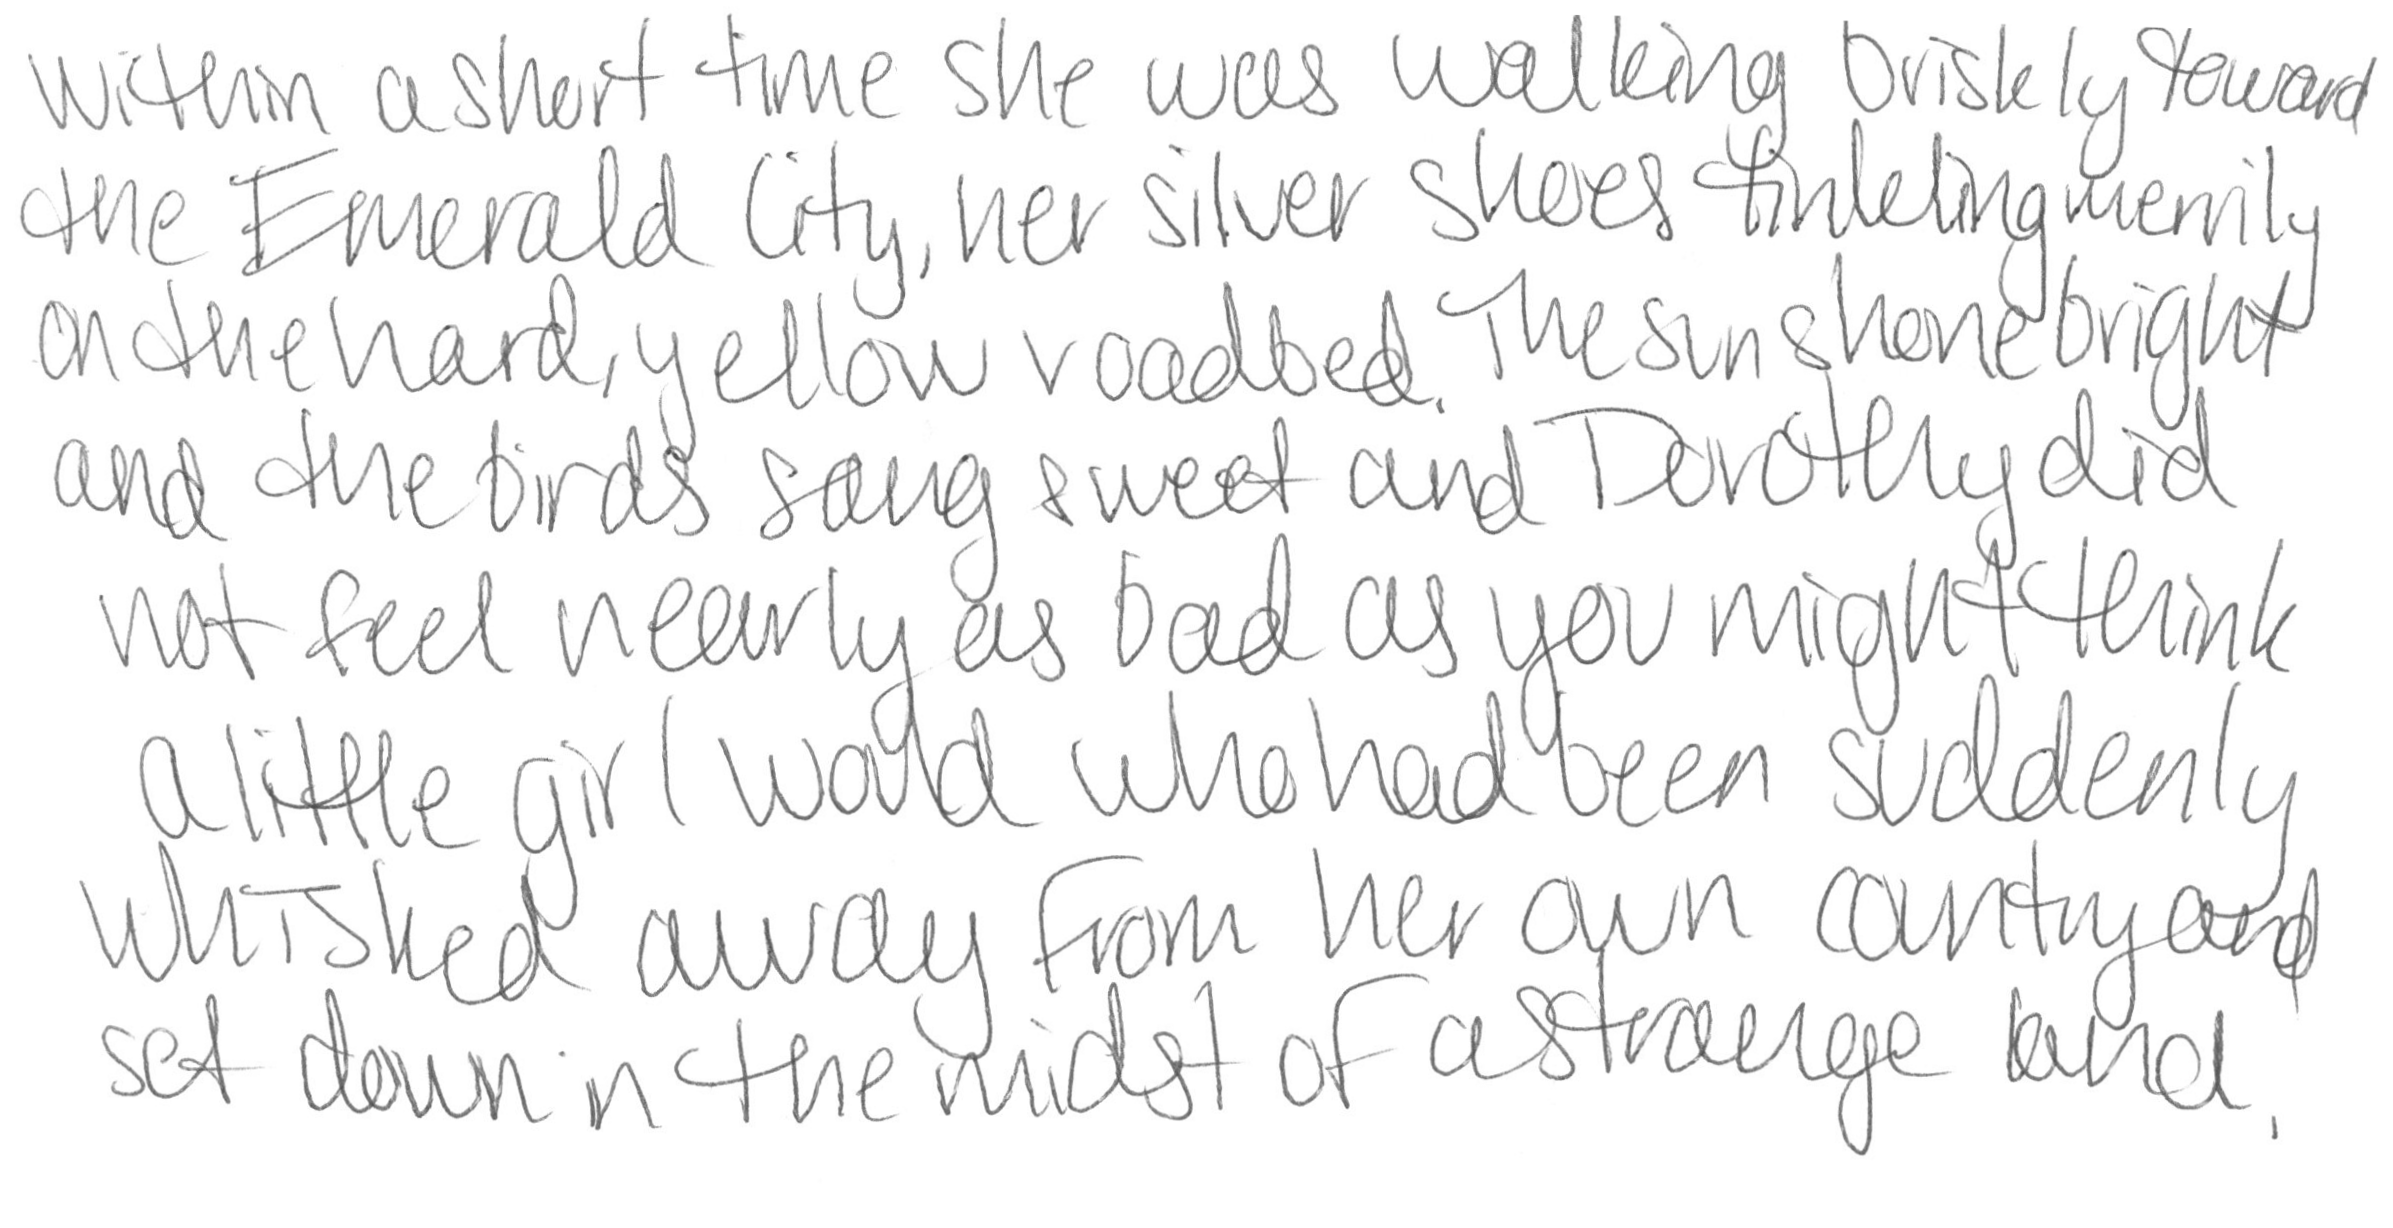 Within a short time she was walking briskly toward
the Emerald City, her silver shoes tinkling merrily
on the hard, yellow roadbed. The sun shone bright
and the birds sang sweet and Dorothy did
not feel nearly as bad as you might think
a little girl would who had been suddenly
whisked away from her own country and
set down in the midst of a strange land.